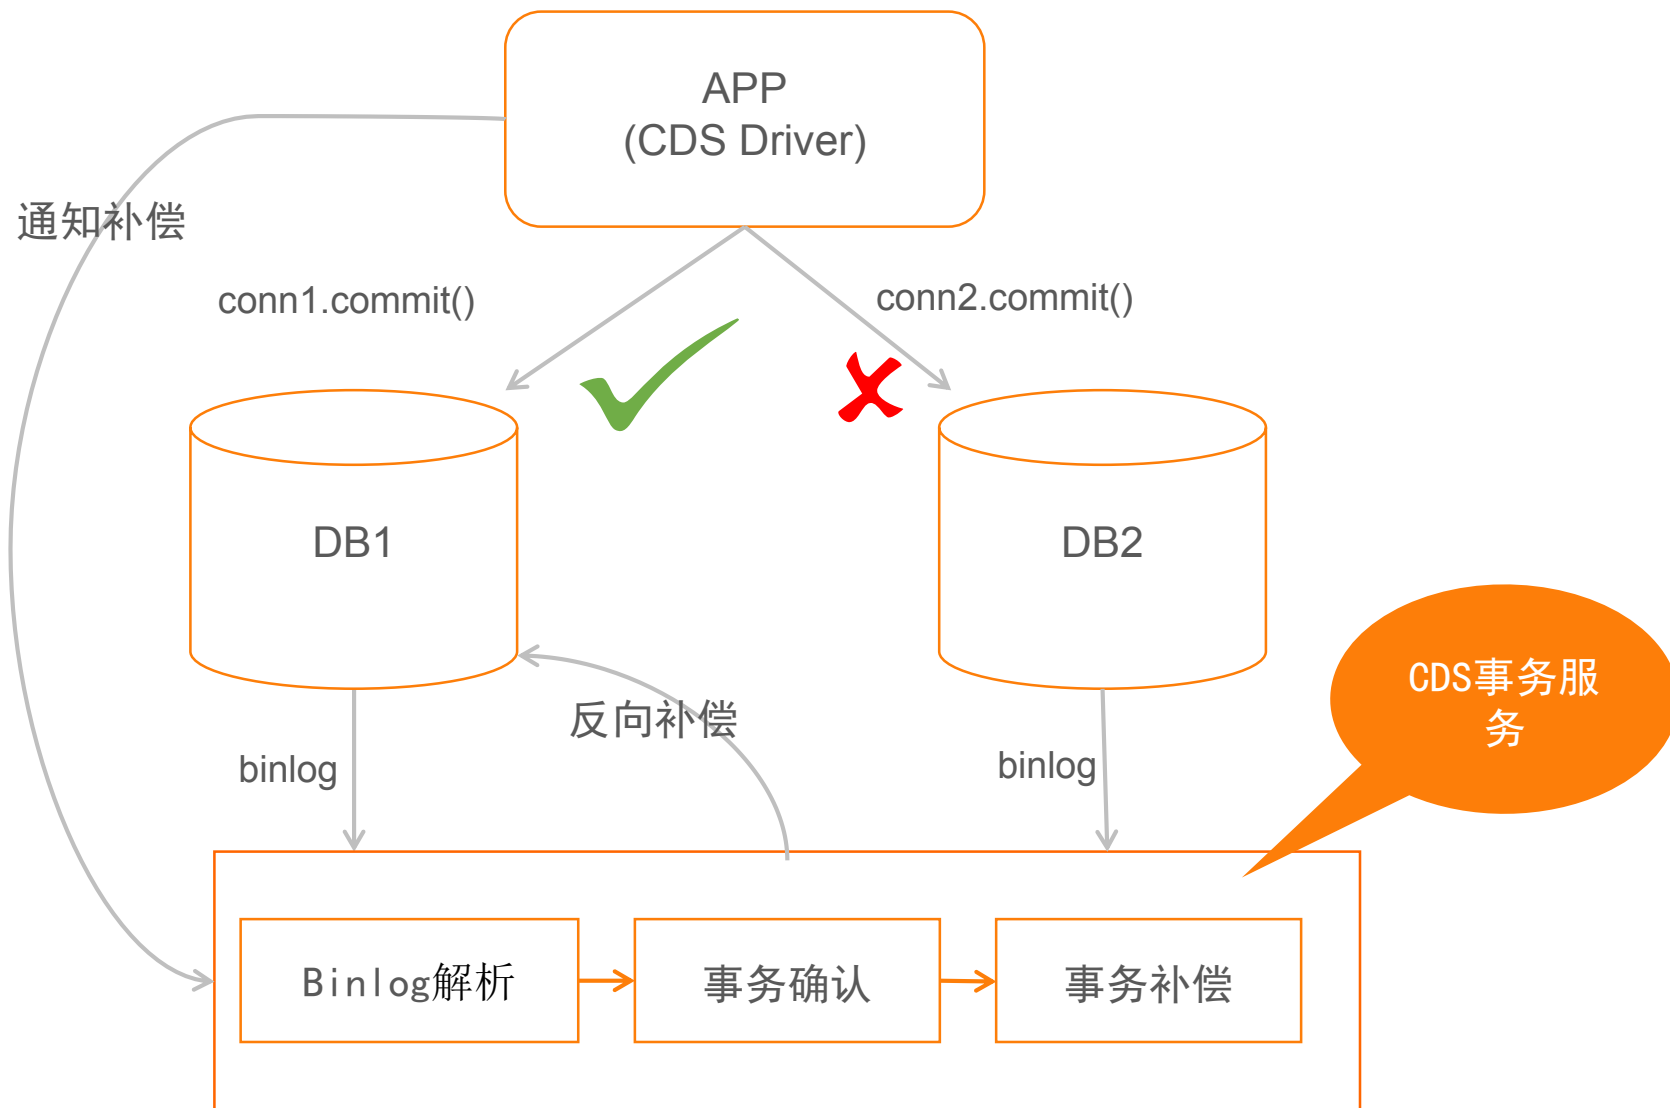 APP
(CDS Driver)
通知补偿
conn1.commit()
conn2.commit()
DB1
DB2
CDS事务服
务
反向补偿
binlog
binlog
Binlog解析
事务确认
事务补偿